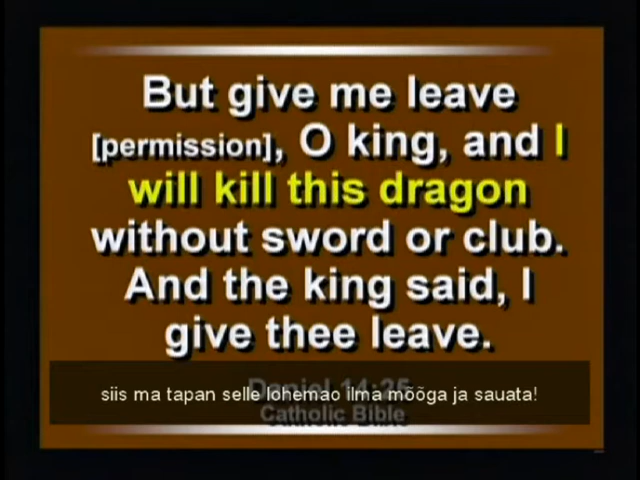 But give me leave
[permission], O king, and I
will kill this dragon
without sword or club.
And the king said, I
give thee leave.
Daniel 14:25
siis ma tapan selle lohemao ilma mõõga ja sauata!
Catholic Bible